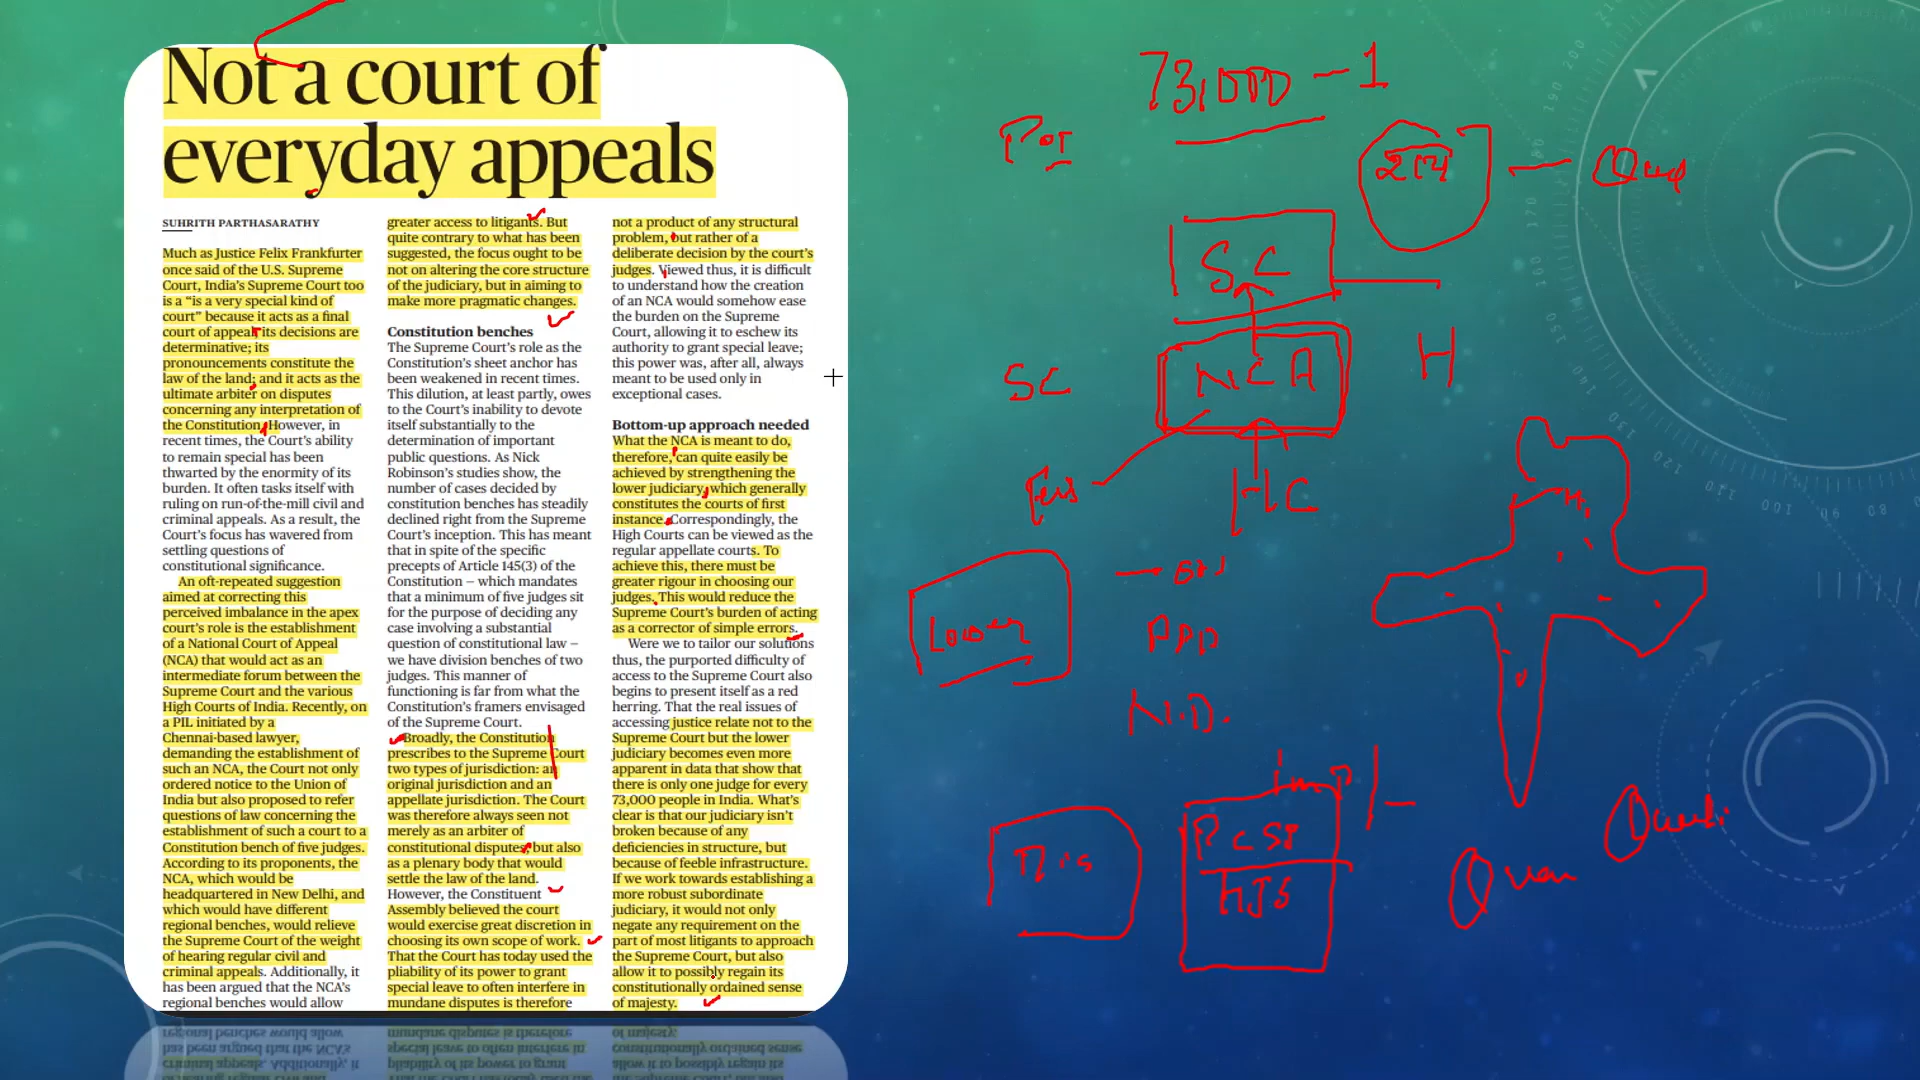 Not a court of
everyday appeals
SUHRITH PARTHASARATHY
Much as Justice Felix Frankfurter
once said of the U.S. Supreme
Court, India's Supreme Court too
is a “is a very special kind of
court” because it acts as a final
court of appeal; its decisions are
determinative; its
pronouncements constitute the
law of the land; and it acts as the
ultimate arbiter on disputes
concerning any interpretation of
the Constitution. However, in
recent times, the Court's ability
to remain special has been
thwarted by the enormity of its
burden. It often tasks itself with
ruling on run-of-the-mill civil and
criminal appeals. As a result, the
Court's focus has wavered from
settling questions of
constitutional significance.
An oft-repeated suggestion
aimed at correcting this
perceived imbalance in the apex
court's role is the establishment
of a National Court of Appeal
(NCA) that would act as an
intermediate forum between the
Supreme Court and the various
High Courts of India. Recently, on
a PIL initiated by a
Chennai-based lawyer,
demanding the establishment of
such an NCA, the Court not only
ordered notice to the Union of
India but also proposed to refer
questions of law concerning the
establishment of such a court to a
Constitution bench of five judges.
According to its proponents, the
NCA, which would be
headquartered in New Delhi, and
which would have different
regional benches, would relieve
the Supreme Court of the weight
of hearing regular civil and
criminal appeals. Additionally, it
has been argued that the NCA's
regional benches would allow
greater access to litigants. But
quite contrary to what has been
suggested, the focus ought to be
not on altering the core structure
of the judiciary, but in aiming to
make more pragmatic changes.
Constitution benches
The Supreme Court's role as the
Constitution's sheet anchor has
been weakened in recent times.
This dilution, at least partly, owes
to the Court's inability to devote
itself substantially to the
determination of important
public questions. As Nick
Robinson's studies show, the
number of cases decided by
constitution benches has steadily
declined right from the Supreme
Court's inception. This has meant
that in spite of the specific
precepts of Article 145(3) of the
Constitution – which mandates
that a minimum of five judges sit
for the purpose of deciding any
case involving a substantial
question of constitutional law –
we have division benches of two
judges. This manner of
functioning is far from what the
Constitution's framers envisaged
of the Supreme Court.
Broadly, the Constitution
prescribes to the Supreme Court
two types of jurisdiction: an
original jurisdiction and an
appellate jurisdiction. The Court
was therefore always seen not
merely as an arbiter of
constitutional disputes, but also
as a plenary body that would
settle the law of the land.
However, the Constituent
Assembly believed the court
would exercise great discretion in
choosing its own scope of work.
That the Court has today used the
pliability of its power to grant
special leave to often interfere in
mundane disputes is therefore
not a product of any structural
problem, but rather of a
deliberate decision by the court's
judges. Viewed thus, it is difficult
to understand how the creation
of an NCA would somehow ease
the burden on the Supreme
Court, allowing it to eschew its
authority to grant special leave;
this power was, after all, always
meant to be used only in
exceptional cases.
Bottom-up approach needed
What the NCA is meant to do,
therefore, can quite easily be
achieved by strengthening the
lower judiciary, which generally
constitutes the courts of first
instance. Correspondingly, the
High Courts can be viewed as the
regular appellate courts. To
achieve this, there must be
greater rigour in choosing our
judges. This would reduce the
Supreme Court's burden of acting
as a corrector of simple errors.
Were we to tailor our solutions
thus, the purported difficulty of
access to the Supreme Court also
begins to present itself as a red
herring. That the real issues of
accessing justice relate not to the
Supreme Court but the lower
judiciary becomes even more
apparent in data that show that
there is only one judge for every
73,000 people in India. What's
clear is that our judiciary isn't
broken because of any
deficiencies in structure, but
because of feeble infrastructure.
If we work towards establishing a
more robust subordinate
judiciary, it would not only
negate any requirement on the
part of most litigants to approach
the Supreme Court, but also
allow it to possibly regain its
constitutionally ordained sense
of majesty.
73,000 - 1
SC
NCA
H
SC
HC
Lower
N.D.
HJS